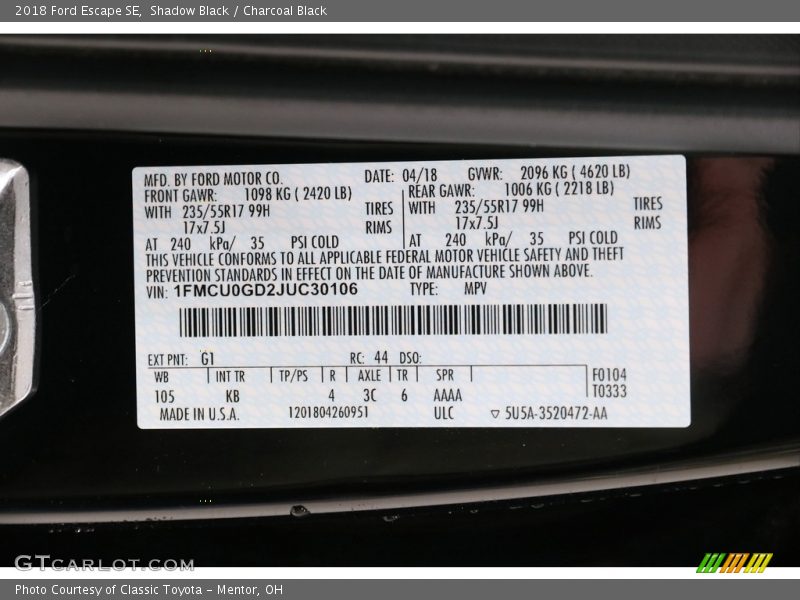 2018 Ford Escape SE, Shadow Black / Charcoal Black
MFD. BY FORD MOTOR CO. DATE: 04/18 GVWR: 2096 KG ( 4620 LB)
FRONT GAWR: 1098 KG ( 2420 LB) REAR GAWR: 1006 KG ( 2218 LB)
WITH 235/55R17 99H TIRES WITH 235/55R17 99H TIRES
17x7.5J RIMS 17x7.5J RIMS
AT 240 kPa/ 35 PSI COLD AT 240 kPa/ 35 PSI COLD
THIS VEHICLE CONFORMS TO ALL APPLICABLE FEDERAL MOTOR VEHICLE SAFETY AND THEFT
PREVENTION STANDARDS IN EFFECT ON THE DATE OF MANUFACTURE SHOWN ABOVE.
VIN: 1FMCU0GD2JUC30106 TYPE: MPV
EXT PNT: G1 RC: 44 DSO:
WB INT TR TP/PS R AXLE TR SPR F0104
105 KB 4 3C 6 AAAA T0333
MADE IN U.S.A. 1201804260951 ULC ▽ 5U5A-3520472-AA
GTCARLOT.COM
Photo Courtesy of Classic Toyota - Mentor, OH